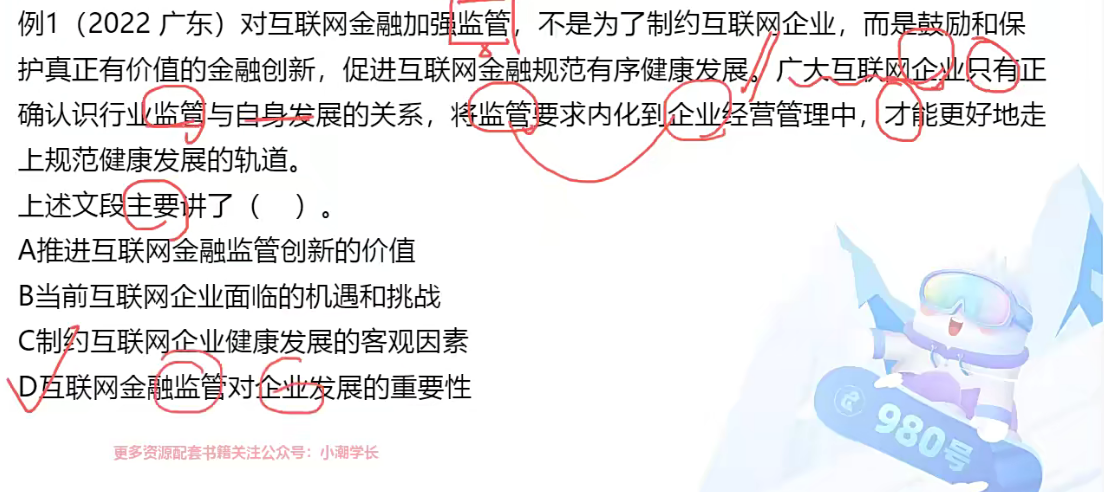 例1（2022 广东）对互联网金融加强监管，不是为了制约互联网企业，而是鼓励和保
护真正有价值的金融创新，促进互联网金融规范有序健康发展。广大互联网企业只有正
确认识行业监管与自身发展的关系，将监管要求内化到企业经营管理中，才能更好地走
上规范健康发展的轨道。
上述文段主要讲了（　）。
A推进互联网金融监管创新的价值
B当前互联网企业面临的机遇和挑战
C制约互联网企业健康发展的客观因素
D互联网金融监管对企业发展的重要性
980号
更多资源配套书籍关注公众号：小潮学长